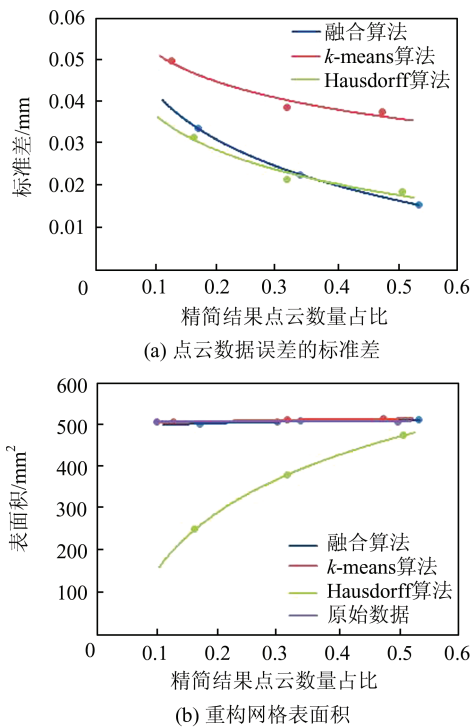 融合算法
k-means算法
Hausdorff算法
0.06
0.05
0.04
0.03
0.02
0.01
0
标准差/mm
0.1 0.2 0.3 0.4 0.5 0.6
精简结果点云数量占比
(a) 点云数据误差的标准差
600
500
400
300
200
100
0
表面积/mm²
融合算法
k-means算法
Hausdorff算法
原始数据
0.1 0.2 0.3 0.4 0.5 0.6
精简结果点云数量占比
(b) 重构网格表面积